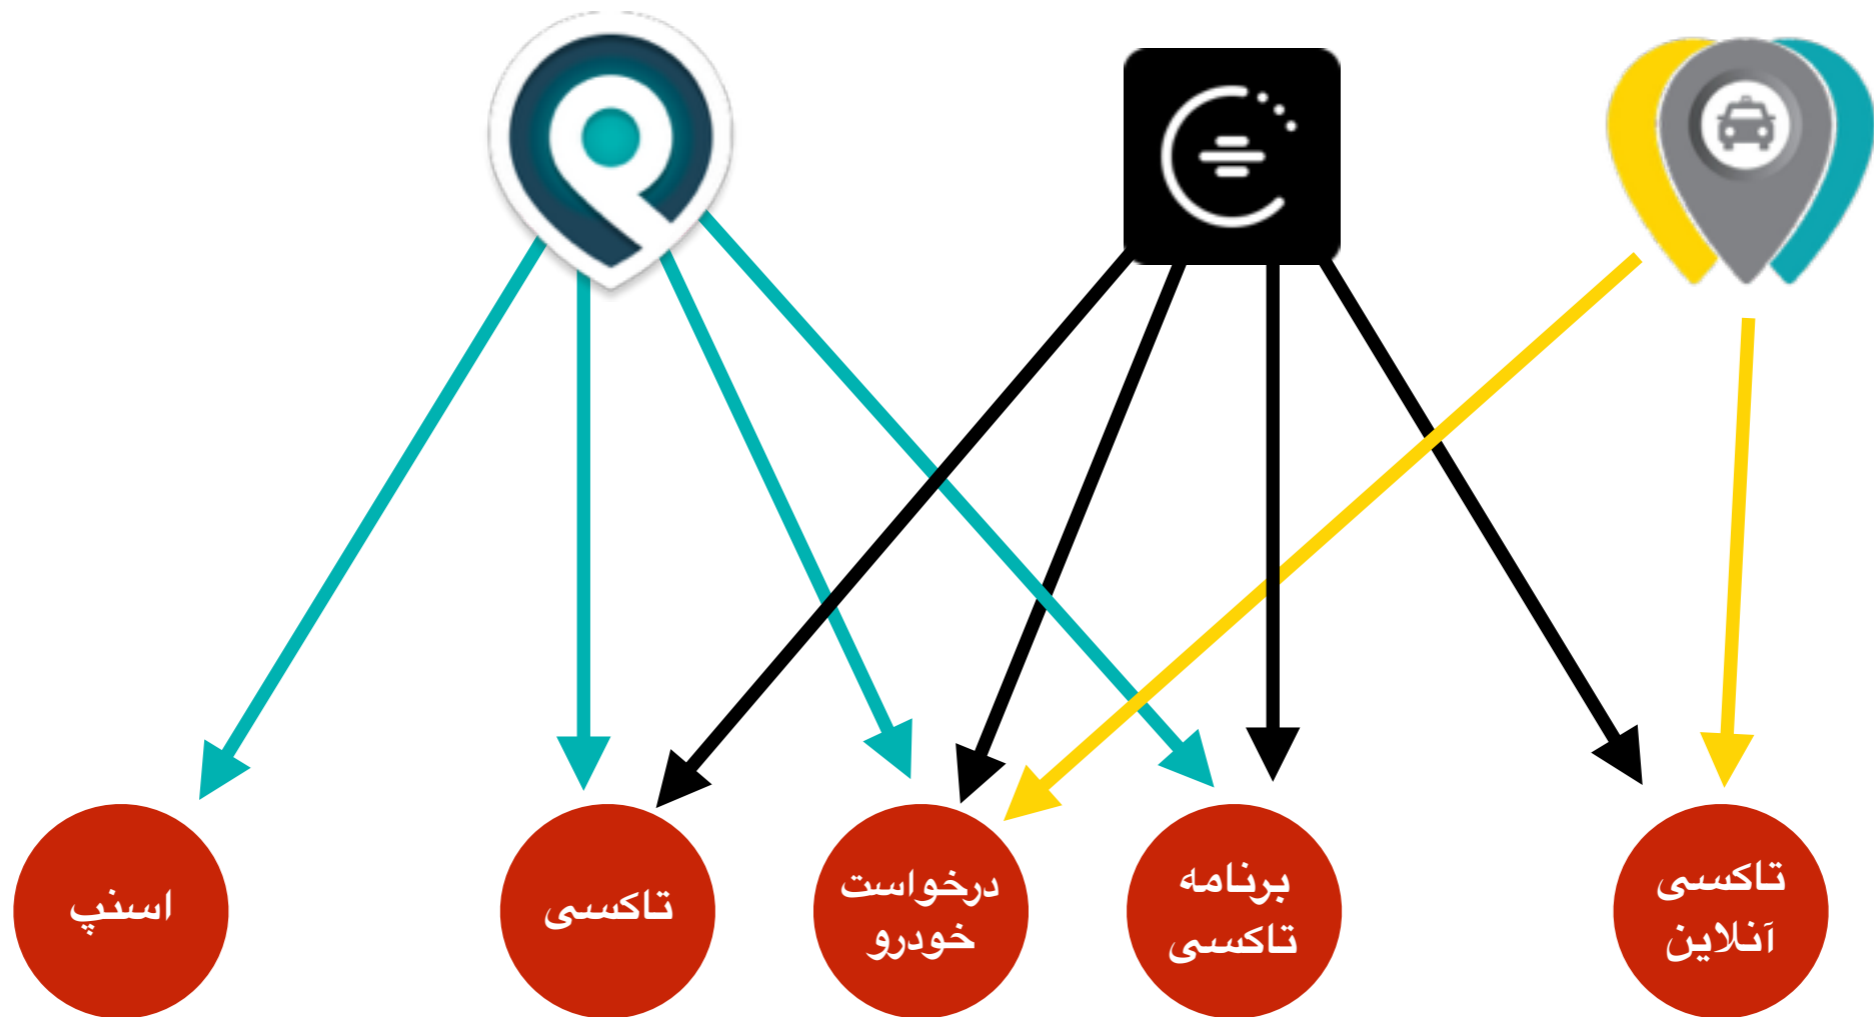 اسنپ
تاکسی
درخواست
خودرو
برنامه
تاکسی
تاکسی
آنلاین